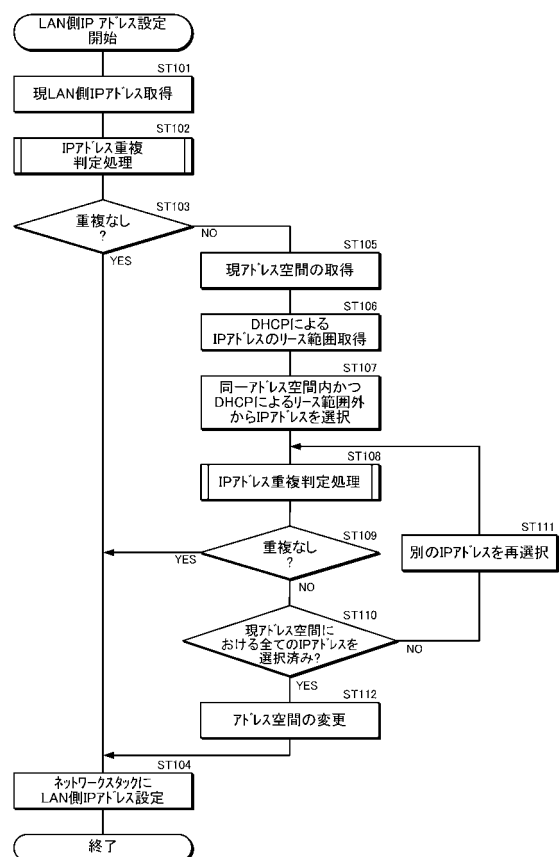 LAN側IPアドレス設定
開始
ST101
現LAN側IPアドレス取得
ST102
IPアドレス重複
判定処理
ST103
重複なし
?
NO
YES
ST105
現アドレス空間の取得
ST106
DHCPによる
IPアドレスのリース範囲取得
ST107
同一アドレス空間内かつ
DHCPによるリース範囲外
からIPアドレスを選択
ST108
IPアドレス重複判定処理
ST109
重複なし
?
YES
NO
ST111
別のIPアドレスを再選択
ST110
現アドレス空間に
おける全てのIPアドレスを
選択済み?
NO
YES
ST112
アドレス空間の変更
ST104
ネットワークスタックに
LAN側IPアドレス設定
終了